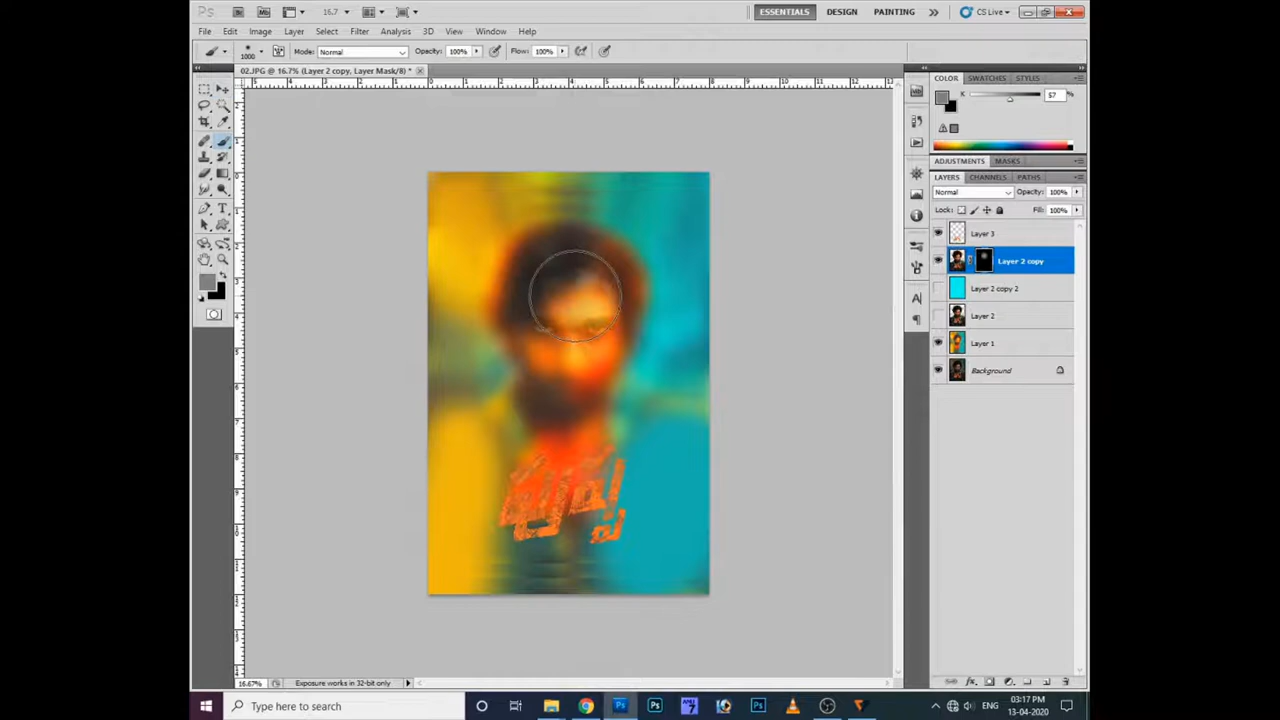 Ps
Br
Mb
16.7
ESSENTIALS
DESIGN
PAINTING
CS Live
File Edit Image Layer Select Filter Analysis 3D View Window Help
1000
Mode: Normal
Opacity: 100%
Flow: 100%
02.JPG @ 16.7% (Layer 2 copy, Layer Mask/8) *
COLOR SWATCHES STYLES
K
57 %
ADJUSTMENTS MASKS
LAYERS CHANNELS PATHS
Normal
Opacity: 100%
Lock:
Fill: 100%
Layer 3
Layer 2 copy
Layer 2 copy 2
Layer 2
Layer 1
Background
16.67%
Exposure works in 32-bit only
Type here to search
ENG
03:17 PM
13-04-2020